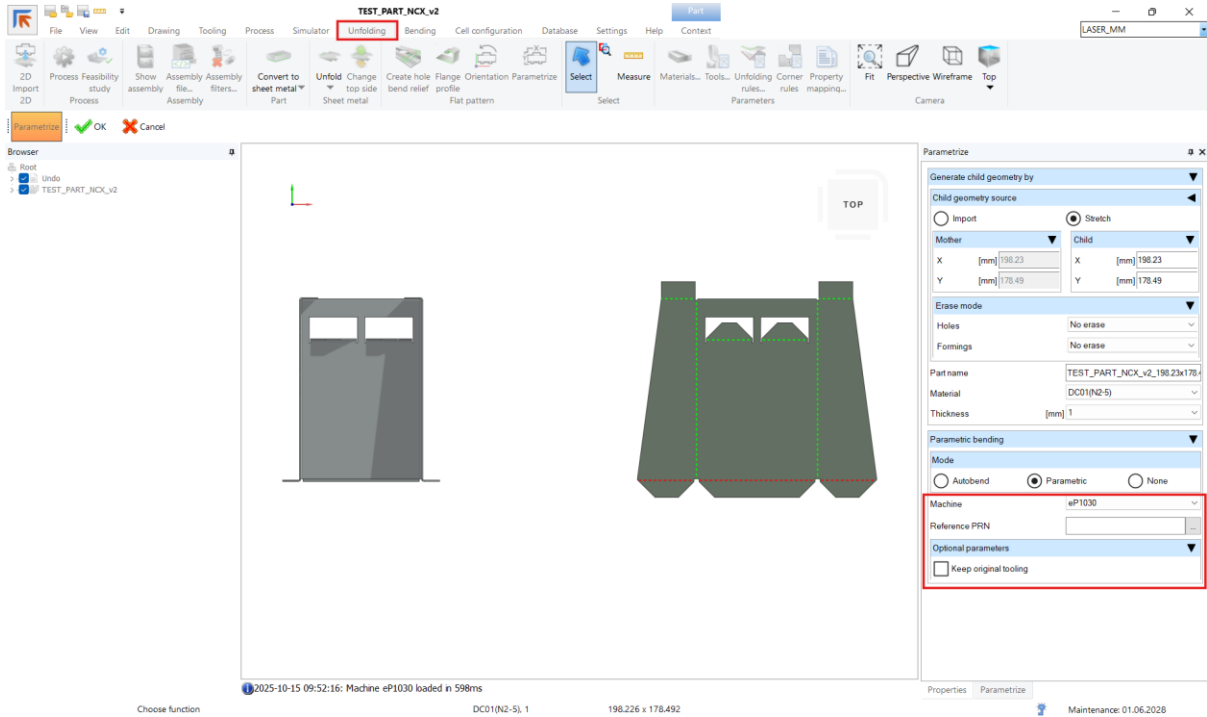 TEST_PART_NCX_v2
Part
File View Edit Drawing Tooling Process Simulator Unfolding Bending Cell configuration Database Settings Help Context
LASER_MM
2D Import
Process
Feasibility study
Show assembly
Assembly file...
Assembly filters...
Convert to sheet metal
Unfold
Change top side
Create hole bend relief
Flange profile
Orientation
Parametrize
Select
Measure
Materials...
Tools...
Unfolding rules...
Corner rules
Property mapping...
Fit
Perspective
Wireframe
Top
2D Process Assembly Part Sheet metal Flat pattern Select Parameters Camera
Parametrize OK Cancel
Browser
Root
Undo
TEST_PART_NCX_v2
TOP
Parametrize
Generate child geometry by
Child geometry source
Import Stretch
Mother Child
X [mm] 198.23 X [mm] 198.23
Y [mm] 178.49 Y [mm] 178.49
Erase mode
Holes No erase
Formings No erase
Part name TEST_PART_NCX_v2_198.23x178.4
Material DC01(N2-5)
Thickness [mm] 1
Parametric bending
Mode
Autobend Parametric None
Machine eP1030
Reference PRN ...
Optional parameters
Keep original tooling
2025-10-15 09:52:16: Machine eP1030 loaded in 598ms
Properties Parametrize
Choose function DC01(N2-5), 1 198.226 x 178.492 Maintenance: 01.06.2028